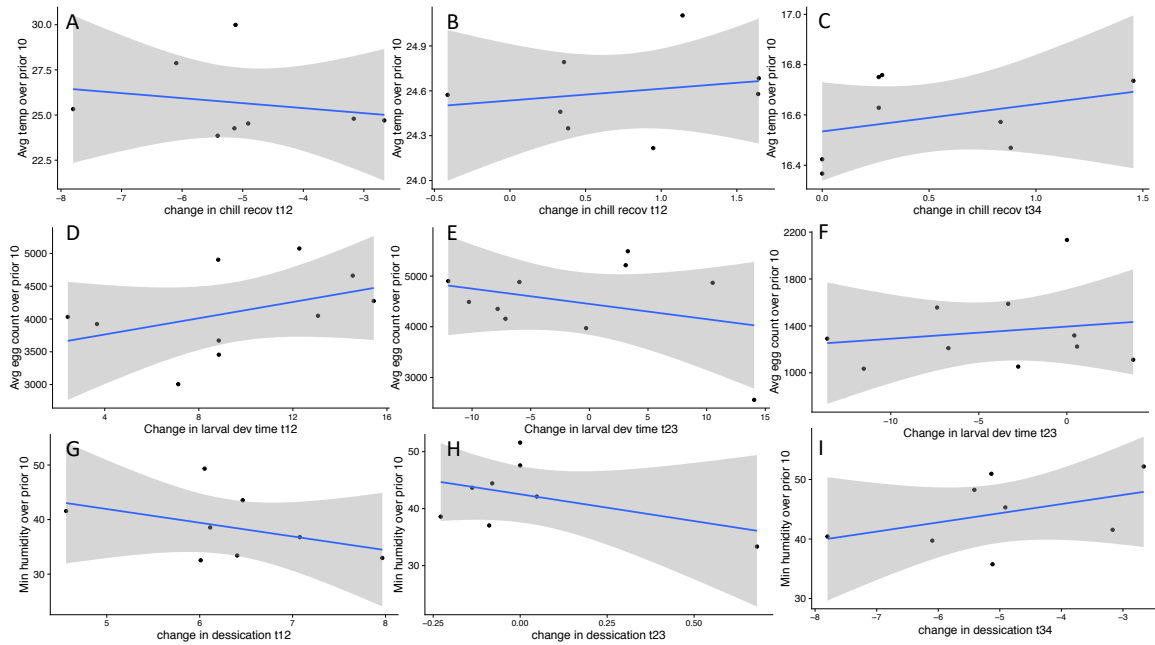 A
Avg temp over prior 10
30.0
27.5
25.0
22.5
−8 −7 −6 −5 −4 −3
change in chill recov t12
B
Avg temp over prior 10
24.9
24.6
24.3
24.0
−0.5 0.0 0.5 1.0 1.5
change in chill recov t12
C
Avg temp over prior 10
17.0
16.8
16.6
16.4
0.0 0.5 1.0 1.5
change in chill recov t34
D
Avg egg count over prior 10
5000
4500
4000
3500
3000
4 8 12 16
Change in larval dev time t12
E
Avg egg count over prior 10
5000
4000
3000
−10 −5 0 5 10 15
Change in larval dev time t23
F
Avg egg count over prior 10
2200
1800
1400
1000
−10 −5 0
Change in larval dev time t23
G
Min humidity over prior 10
50
40
30
5 6 7 8
change in dessication t12
H
Min humidity over prior 10
50
40
30
−0.25 0.00 0.25 0.50
change in dessication t23
I
Min humidity over prior 10
50
40
30
−8 −7 −6 −5 −4 −3
change in dessication t34